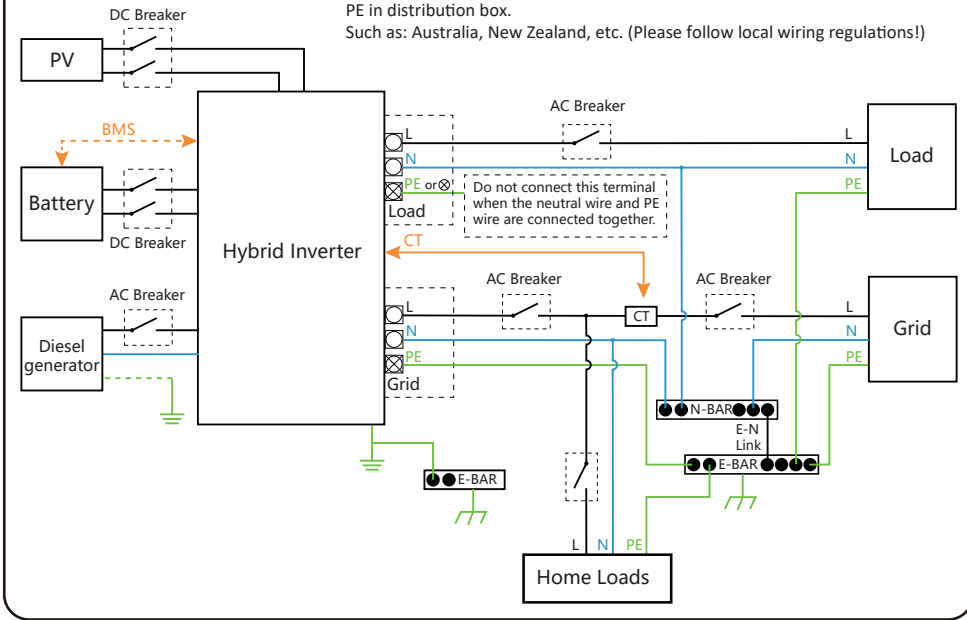 PE in distribution box.
Such as: Australia, New Zealand, etc. (Please follow local wiring regulations!)
DC Breaker
PV
BMS
Battery
DC Breaker
AC Breaker
Diesel
generator
Hybrid Inverter
L
N
PE or
Load
Do not connect this terminal
when the neutral wire and PE
wire are connected together.
AC Breaker
L
N
PE
Load
CT
AC Breaker
CT
AC Breaker
L
N
PE
Grid
L
N
PE
Grid
N-BAR
E-N
Link
E-BAR
E-BAR
L N PE
Home Loads